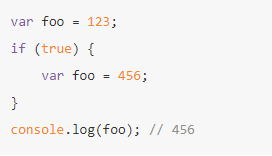 var foo = 123;
if (true) {
    var foo = 456;
}
console.log(foo); // 456